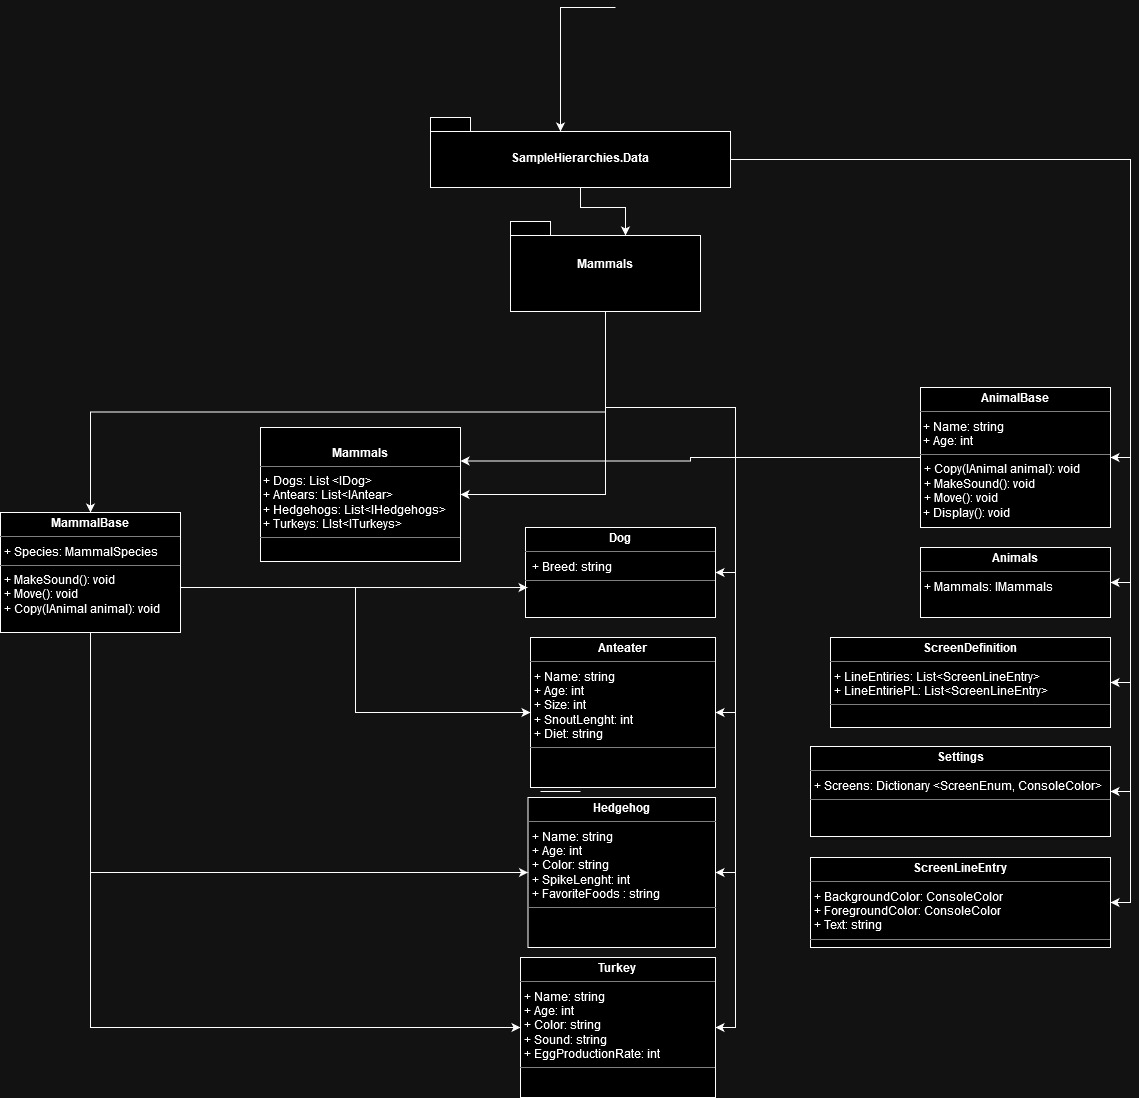 SampleHierarchies.Data
Mammals
AnimalBase
+ Name: string
+ Age: int
+ Copy(IAnimal animal): void
+ MakeSound(): void
+ Move(): void
+ Display(): void
Mammals
+ Dogs: List <IDog>
+ Antears: List<IAntear>
+ Hedgehogs: List<IHedgehogs>
+ Turkeys: LIst<ITurkeys>
MammalBase
+ Species: MammalSpecies
+ MakeSound(): void
+ Move(): void
+ Copy(IAnimal animal): void
Dog
+ Breed: string
Animals
+ Mammals: IMammals
Anteater
+ Name: string
+ Age: int
+ Size: int
+ SnoutLenght: int
+ Diet: string
ScreenDefinition
+ LineEntiries: List<ScreenLineEntry>
+ LineEntiriePL: List<ScreenLineEntry>
Settings
+ Screens: Dictionary <ScreenEnum, ConsoleColor>
Hedgehog
+ Name: string
+ Age: int
+ Color: string
+ SpikeLenght: int
+ FavoriteFoods : string
ScreenLineEntry
+ BackgroundColor: ConsoleColor
+ ForegroundColor: ConsoleColor
+ Text: string
Turkey
+ Name: string
+ Age: int
+ Color: string
+ Sound: string
+ EggProductionRate: int